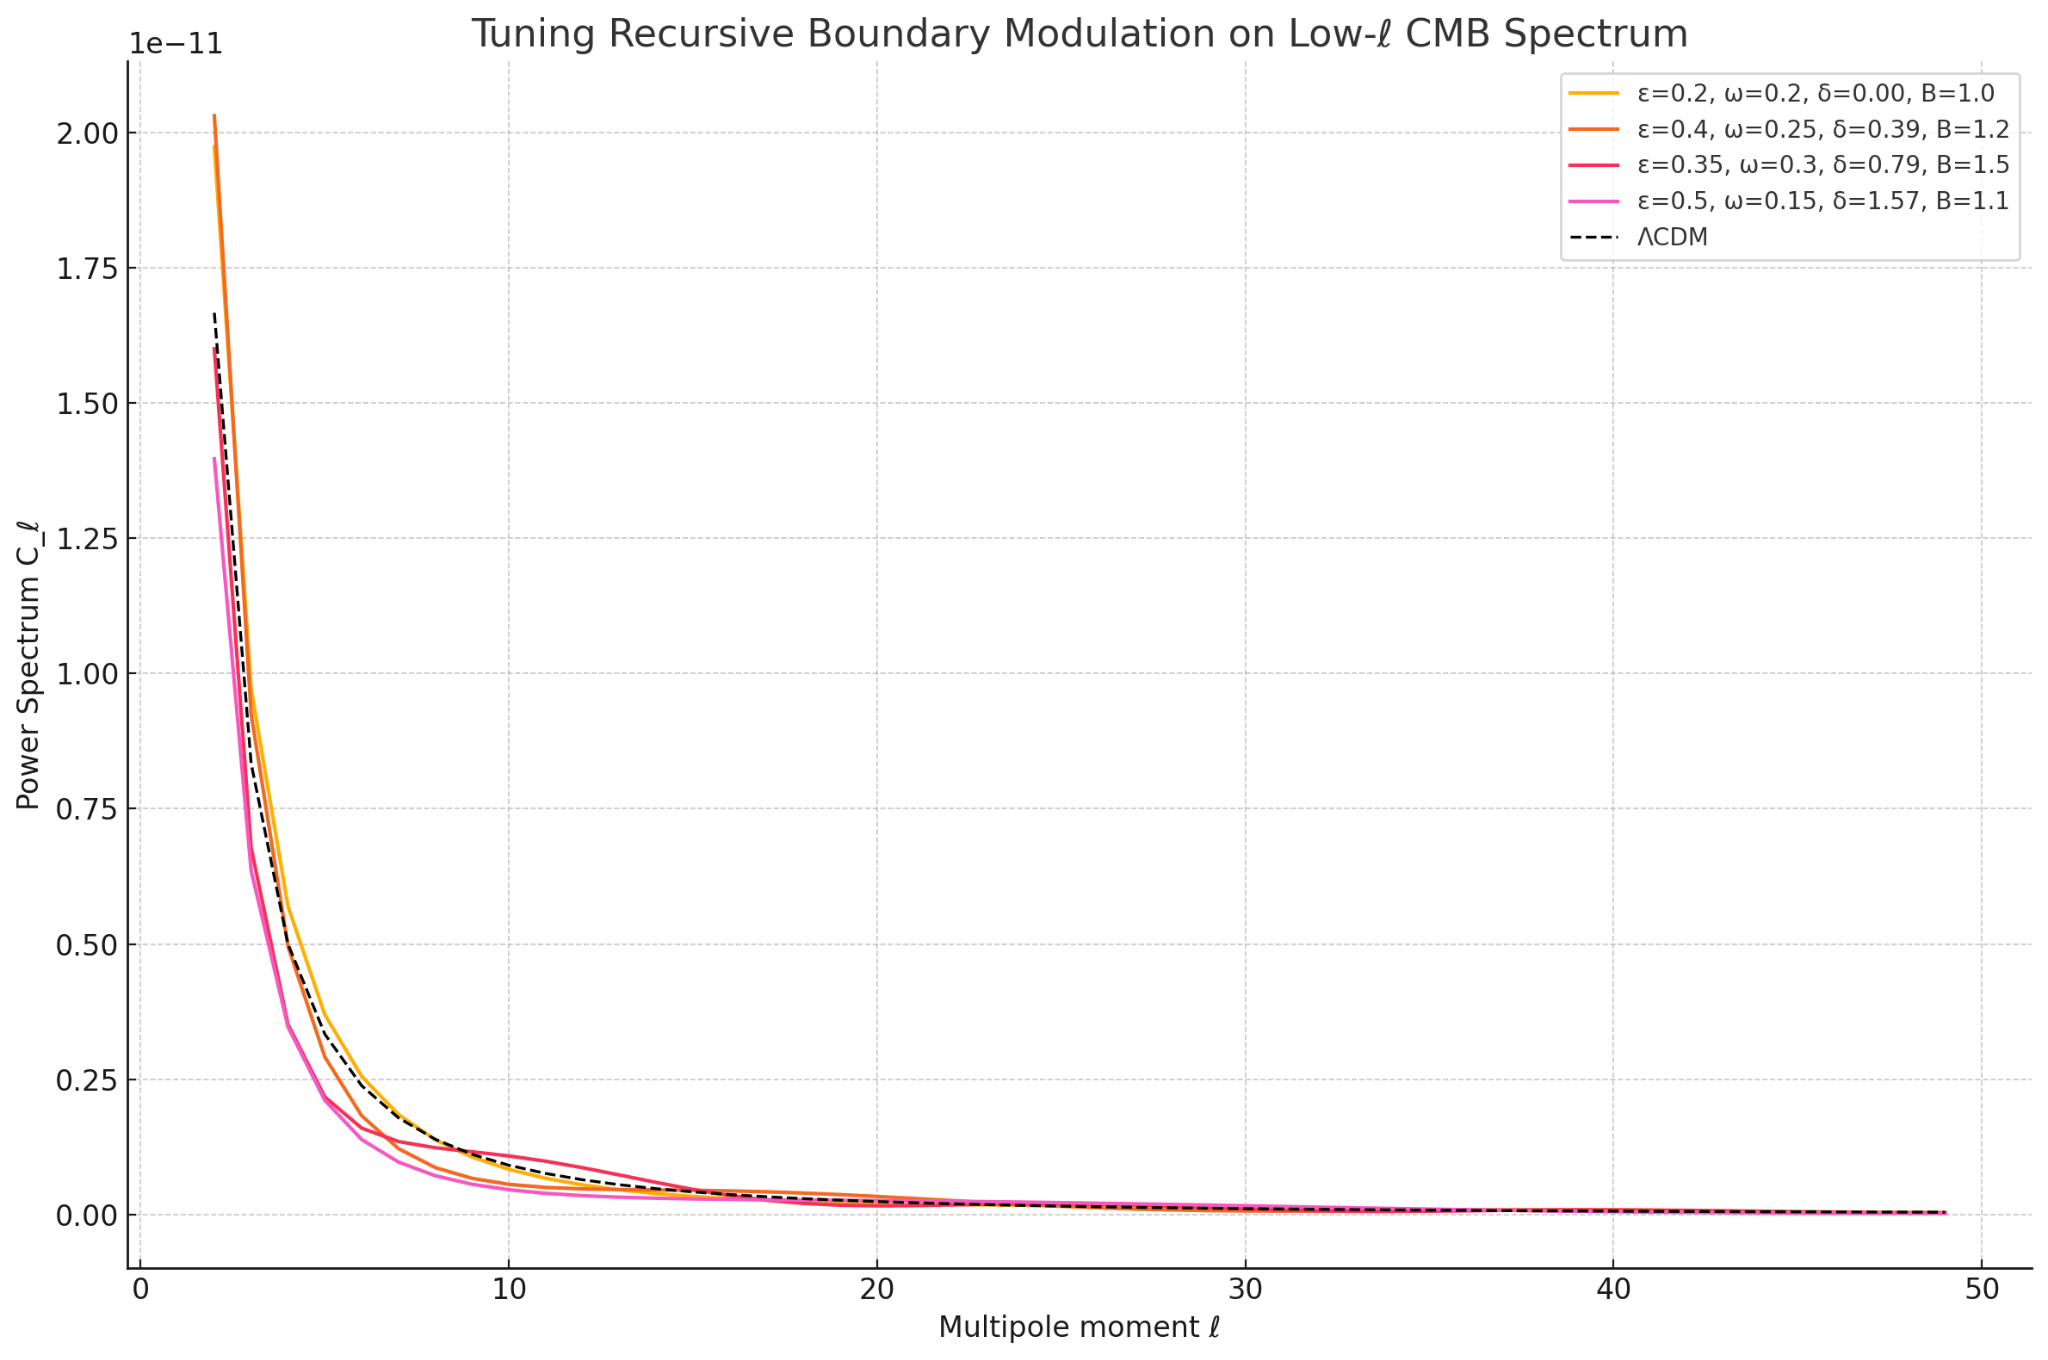 Tuning Recursive Boundary Modulation on Low-ℓ CMB Spectrum
1e−11
ε=0.2, ω=0.2, δ=0.00, B=1.0
ε=0.4, ω=0.25, δ=0.39, B=1.2
ε=0.35, ω=0.3, δ=0.79, B=1.5
ε=0.5, ω=0.15, δ=1.57, B=1.1
ΛCDM
Power Spectrum C_ℓ
2.00
1.75
1.50
1.25
1.00
0.75
0.50
0.25
0.00
0 10 20 30 40 50
Multipole moment ℓ